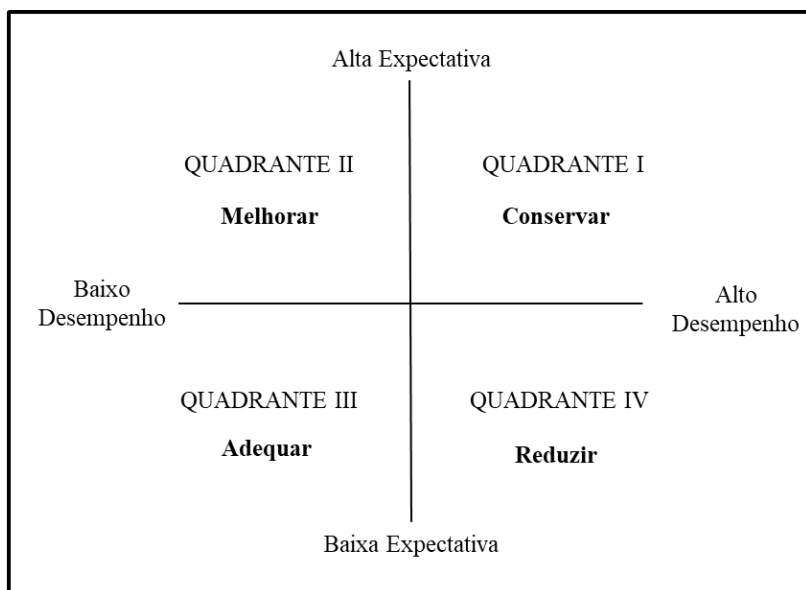 Alta Expectativa
QUADRANTE II
Melhorar
QUADRANTE I
Conservar
Baixo
Desempenho
Alto
Desempenho
QUADRANTE III
Adequar
QUADRANTE IV
Reduzir
Baixa Expectativa